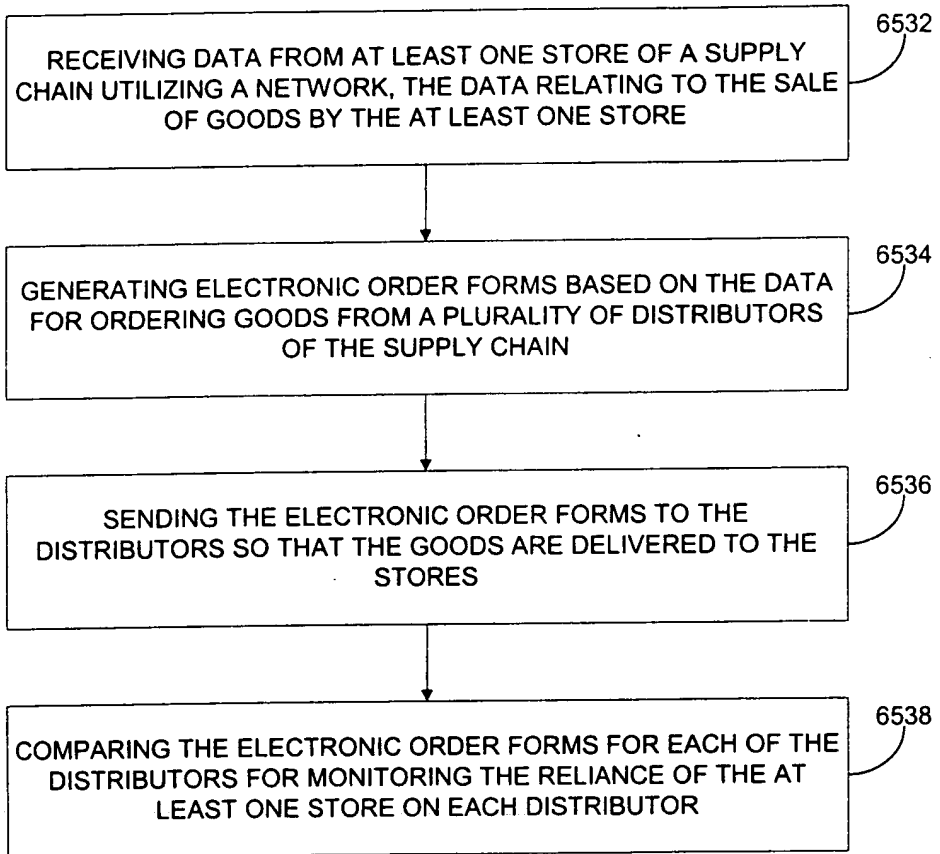 6532
RECEIVING DATA FROM AT LEAST ONE STORE OF A SUPPLY
CHAIN UTILIZING A NETWORK, THE DATA RELATING TO THE SALE
OF GOODS BY THE AT LEAST ONE STORE
6534
GENERATING ELECTRONIC ORDER FORMS BASED ON THE DATA
FOR ORDERING GOODS FROM A PLURALITY OF DISTRIBUTORS
OF THE SUPPLY CHAIN
6536
SENDING THE ELECTRONIC ORDER FORMS TO THE
DISTRIBUTORS SO THAT THE GOODS ARE DELIVERED TO THE
STORES
6538
COMPARING THE ELECTRONIC ORDER FORMS FOR EACH OF THE
DISTRIBUTORS FOR MONITORING THE RELIANCE OF THE AT
LEAST ONE STORE ON EACH DISTRIBUTOR